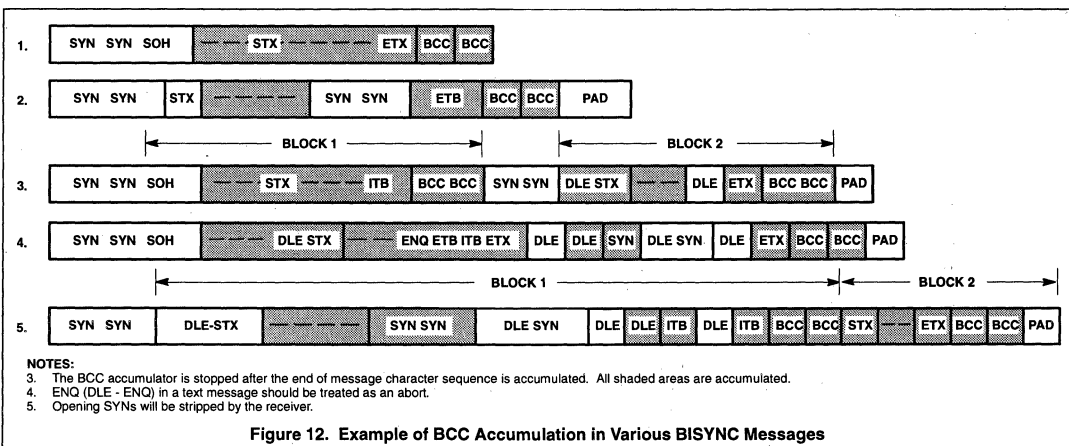 1. SYN SYN SOH STX ETX BCC BCC
2. SYN SYN STX SYN SYN ETB BCC BCC PAD
BLOCK 1 BLOCK 2
3. SYN SYN SOH STX ITB BCC BCC SYN SYN DLE STX DLE ETX BCC BCC PAD
4. SYN SYN SOH DLE STX ENQ ETB ITB ETX DLE DLE SYN DLE SYN DLE ETX BCC BCC PAD
BLOCK 1 BLOCK 2
5. SYN SYN DLE-STX SYN SYN DLE SYN DLE DLE ITB DLE ITB BCC BCC STX ETX BCC BCC PAD
NOTES:
3. The BCC accumulator is stopped after the end of message character sequence is accumulated. All shaded areas are accumulated.
4. ENQ (DLE - ENQ) in a text message should be treated as an abort.
5. Opening SYNs will be stripped by the receiver.
Figure 12. Example of BCC Accumulation in Various BISYNC Messages